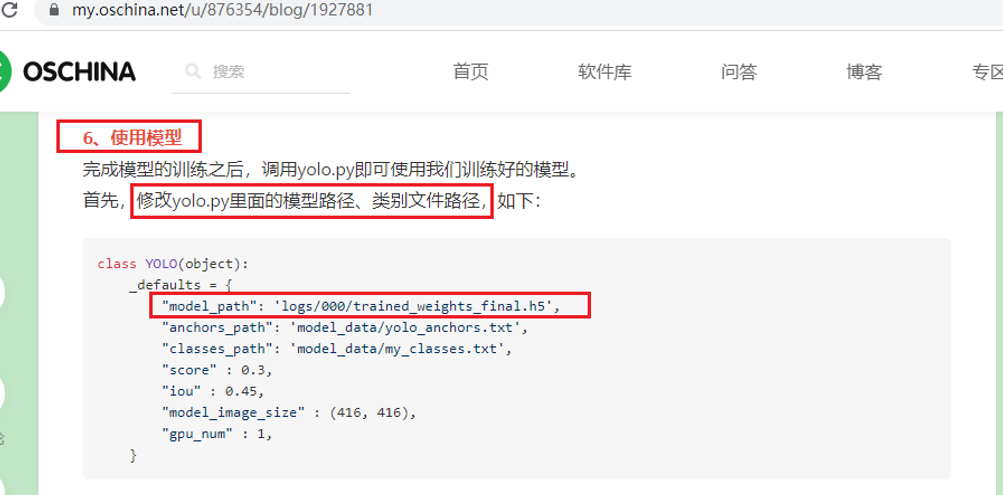 my.oschina.net/u/876354/blog/1927881
OSCHINA 搜索 首页 软件库 问答 博客 专区
6、使用模型
完成模型的训练之后，调用yolo.py即可使用我们训练好的模型。
首先，修改yolo.py里面的模型路径、类别文件路径，如下：
class YOLO(object):
_defaults = {
"model_path": 'logs/000/trained_weights_final.h5',
"anchors_path": 'model_data/yolo_anchors.txt',
"classes_path": 'model_data/my_classes.txt',
"score" : 0.3,
"iou" : 0.45,
"model_image_size" : (416, 416),
"gpu_num" : 1,
}